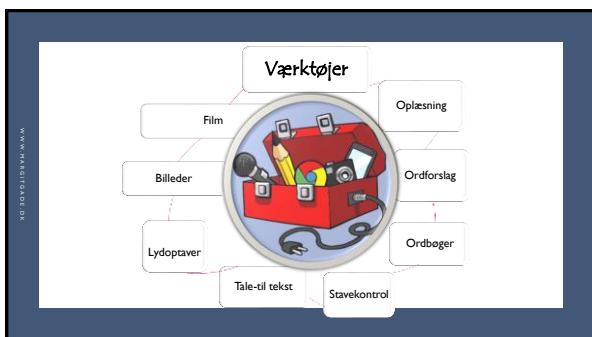 Værktøjer
Oplæsning
Ordforslag
Ordbøger
Stavekontrol
Tale-til tekst
Lydoptaver
Billeder
Film
WWW.MARGITGADE.DK